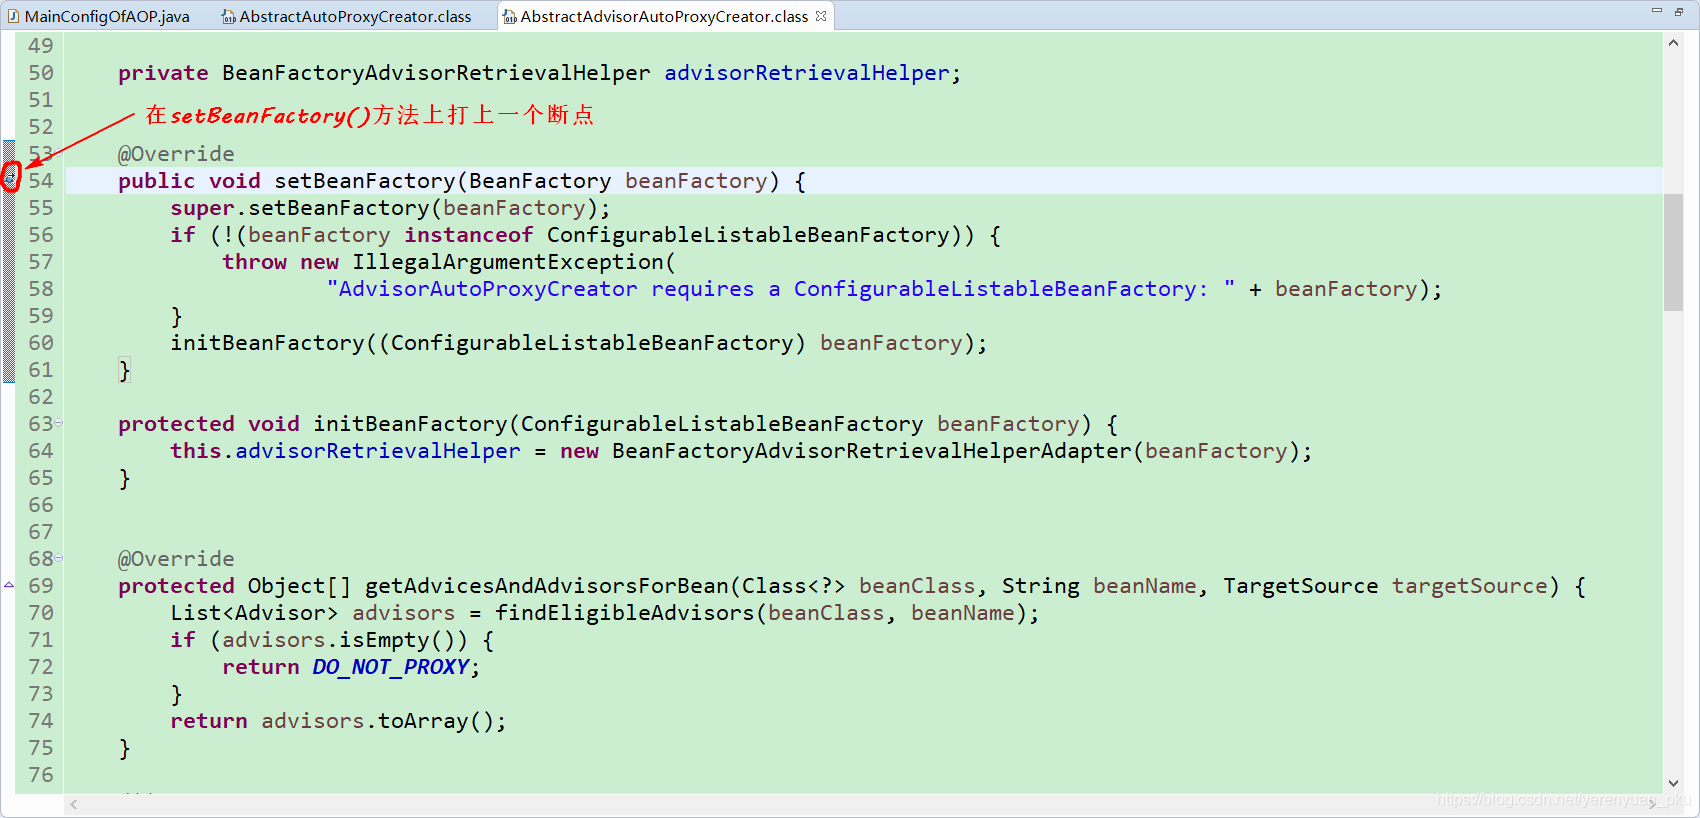 MainConfigOfAOP.java AbstractAutoProxyCreator.class AbstractAdvisorAutoProxyCreator.class
49
50 private BeanFactoryAdvisorRetrievalHelper advisorRetrievalHelper;
51
在setBeanFactory()方法上打上一个断点
52
53 @Override
54 public void setBeanFactory(BeanFactory beanFactory) {
55 super.setBeanFactory(beanFactory);
56 if (!(beanFactory instanceof ConfigurableListableBeanFactory)) {
57 throw new IllegalArgumentException(
58 "AdvisorAutoProxyCreator requires a ConfigurableListableBeanFactory: " + beanFactory);
59 }
60 initBeanFactory((ConfigurableListableBeanFactory) beanFactory);
61 }
62
63 protected void initBeanFactory(ConfigurableListableBeanFactory beanFactory) {
64 this.advisorRetrievalHelper = new BeanFactoryAdvisorRetrievalHelperAdapter(beanFactory);
65 }
66
67
68 @Override
69 protected Object[] getAdvicesAndAdvisorsForBean(Class<?> beanClass, String beanName, TargetSource targetSource) {
70 List<Advisor> advisors = findEligibleAdvisors(beanClass, beanName);
71 if (advisors.isEmpty()) {
72 return DO_NOT_PROXY;
73 }
74 return advisors.toArray();
75 }
76
https://blog.csdn.net/yerenyuan_pku